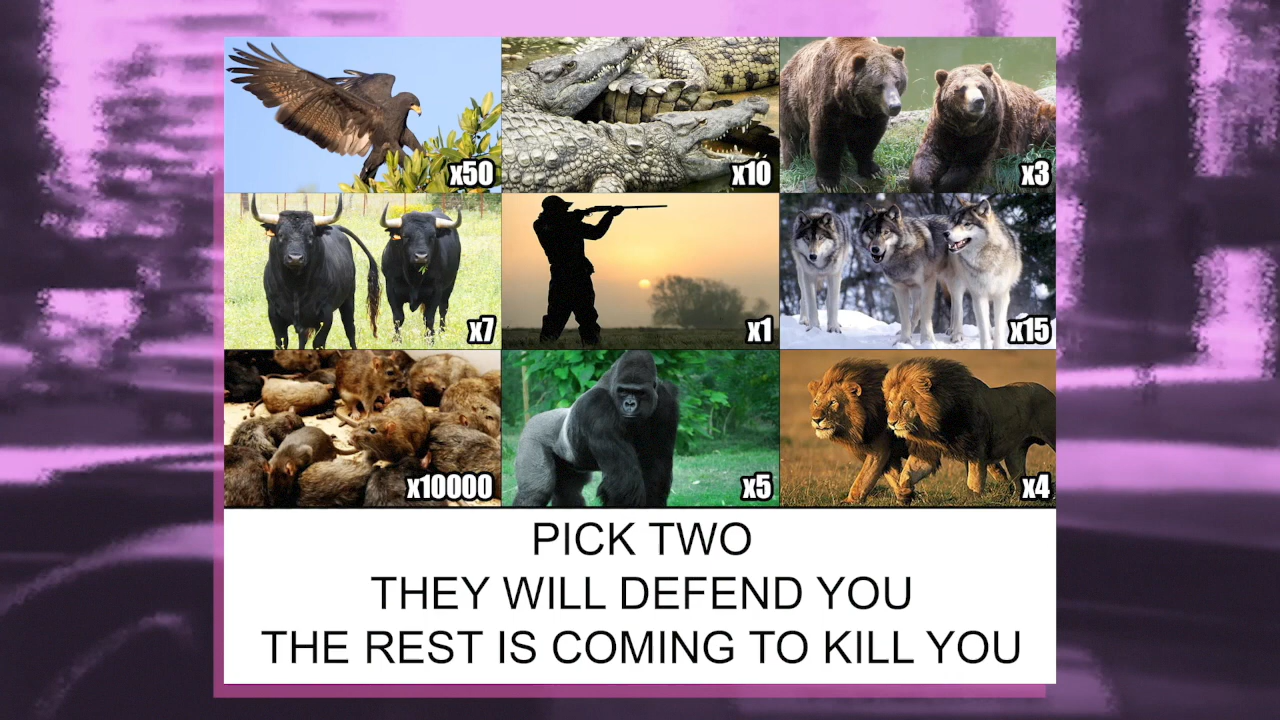 x50
x10
x3
x7
x1
x15
x10000
x5
x4
PICK TWO
THEY WILL DEFEND YOU
THE REST IS COMING TO KILL YOU